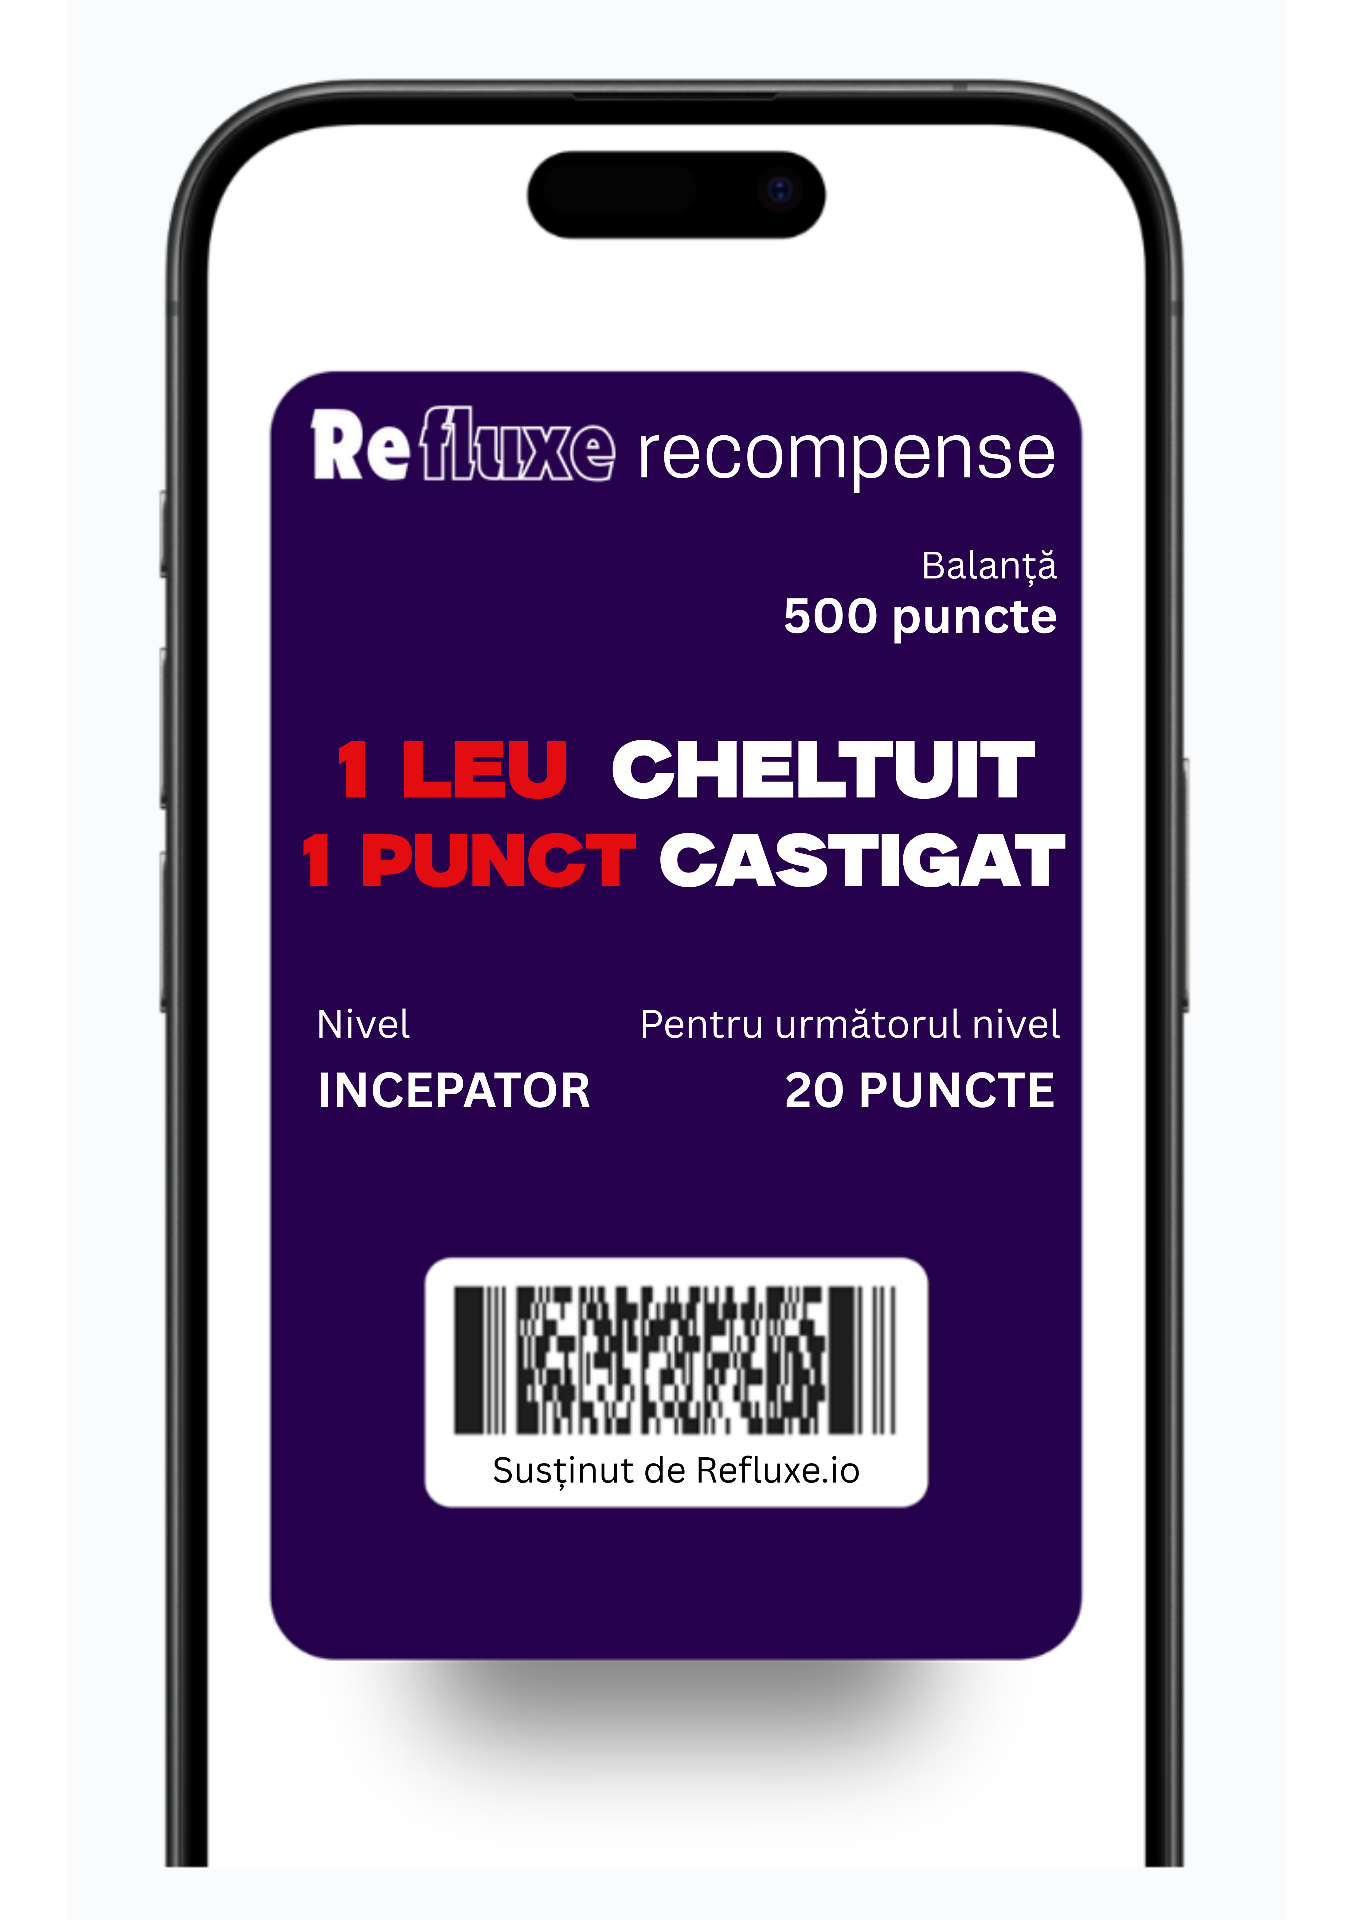 Refluxe recompense
Balanță
500 puncte
1 LEU CHELTUIT
1 PUNCT CASTIGAT
Nivel
Pentru următorul nivel
INCEPATOR
20 PUNCTE
Susținut de Refluxe.io